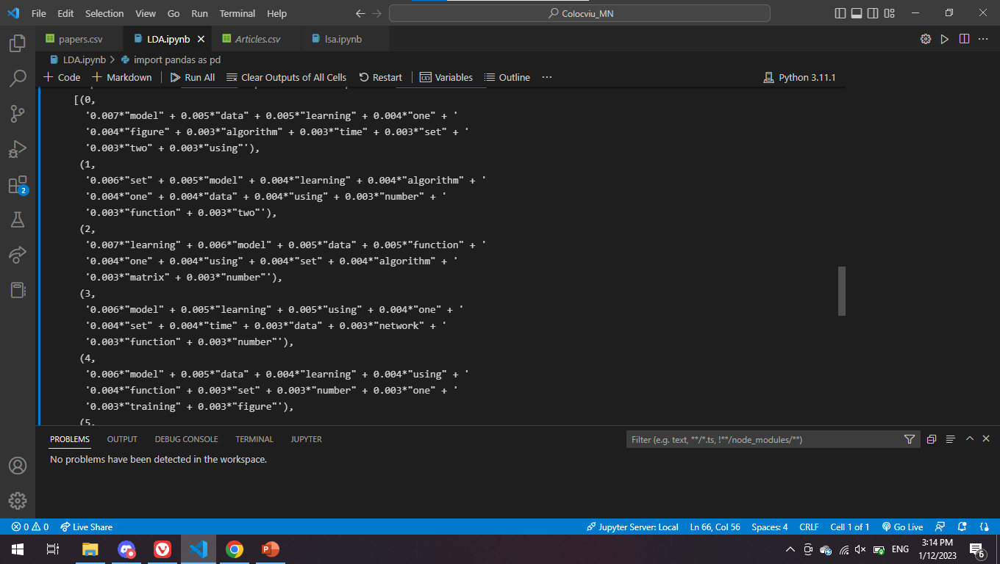 File Edit Selection View Go Run Terminal Help Colocviu_MN
papers.csv LDA.ipynb Articles.csv lsa.ipynb
LDA.ipynb > import pandas as pd
+ Code + Markdown Run All Clear Outputs of All Cells Restart Variables Outline ... Python 3.11.1
[(0,
'0.007*"model" + 0.005*"data" + 0.005*"learning" + 0.004*"one" + '
'0.004*"figure" + 0.003*"algorithm" + 0.003*"time" + 0.003*"set" + '
'0.003*"two" + 0.003*"using"'),
(1,
'0.006*"set" + 0.005*"model" + 0.004*"learning" + 0.004*"algorithm" + '
'0.004*"one" + 0.004*"data" + 0.004*"using" + 0.003*"number" + '
'0.003*"function" + 0.003*"two"'),
(2,
'0.007*"learning" + 0.006*"model" + 0.005*"data" + 0.005*"function" + '
'0.004*"one" + 0.004*"using" + 0.004*"set" + 0.004*"algorithm" + '
'0.003*"matrix" + 0.003*"number"'),
(3,
'0.006*"model" + 0.005*"learning" + 0.005*"using" + 0.004*"one" + '
'0.004*"set" + 0.004*"time" + 0.003*"data" + 0.003*"network" + '
'0.003*"function" + 0.003*"number"'),
(4,
'0.006*"model" + 0.005*"data" + 0.004*"learning" + 0.004*"using" + '
'0.004*"function" + 0.003*"set" + 0.003*"number" + 0.003*"one" + '
'0.003*"training" + 0.003*"figure"'),
(5,
2
PROBLEMS OUTPUT DEBUG CONSOLE TERMINAL JUPYTER Filter (e.g. text, **/*.ts, !**/node_modules/**)
No problems have been detected in the workspace.
0 0 Live Share Jupyter Server: Local Ln 66, Col 56 Spaces: 4 CRLF Cell 1 of 1 Go Live
ENG 3:14 PM
1/12/2023 6